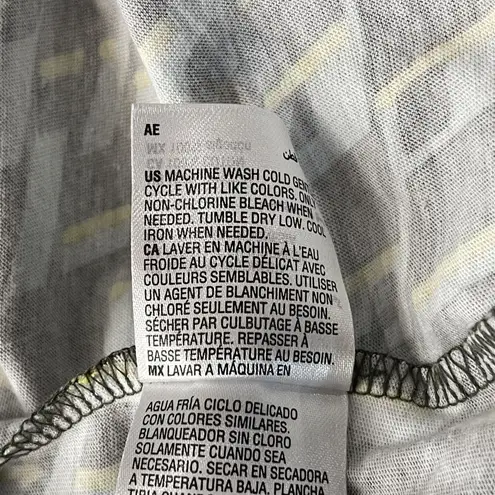 AE
قطن
US MACHINE WASH COLD
CYCLE WITH LIKE COLORS. ONLY
NON-CHLORINE BLEACH WHEN
NEEDED. TUMBLE DRY LOW. COOL
IRON WHEN NEEDED.
CA LAVER EN MACHINE À L'EAU
FROIDE AU CYCLE DÉLICAT AVEC
COULEURS SEMBLABLES. UTILISER
UN AGENT DE BLANCHIMENT NON
CHLORÉ SEULEMENT AU BESOIN.
SÉCHER PAR CULBUTAGE À BASSE
TEMPÉRATURE. REPASSER À
BASSE TEMPÉRATURE AU BESOIN.
MX LAVAR A MÁQUINA EN
AGUA FRÍA CICLO DELICADO
CON COLORES SIMILARES.
BLANQUEADOR SIN CLORO
SOLAMENTE CUANDO SEA
NECESARIO. SECAR EN SECADORA
A TEMPERATURA BAJA. PLANCHA